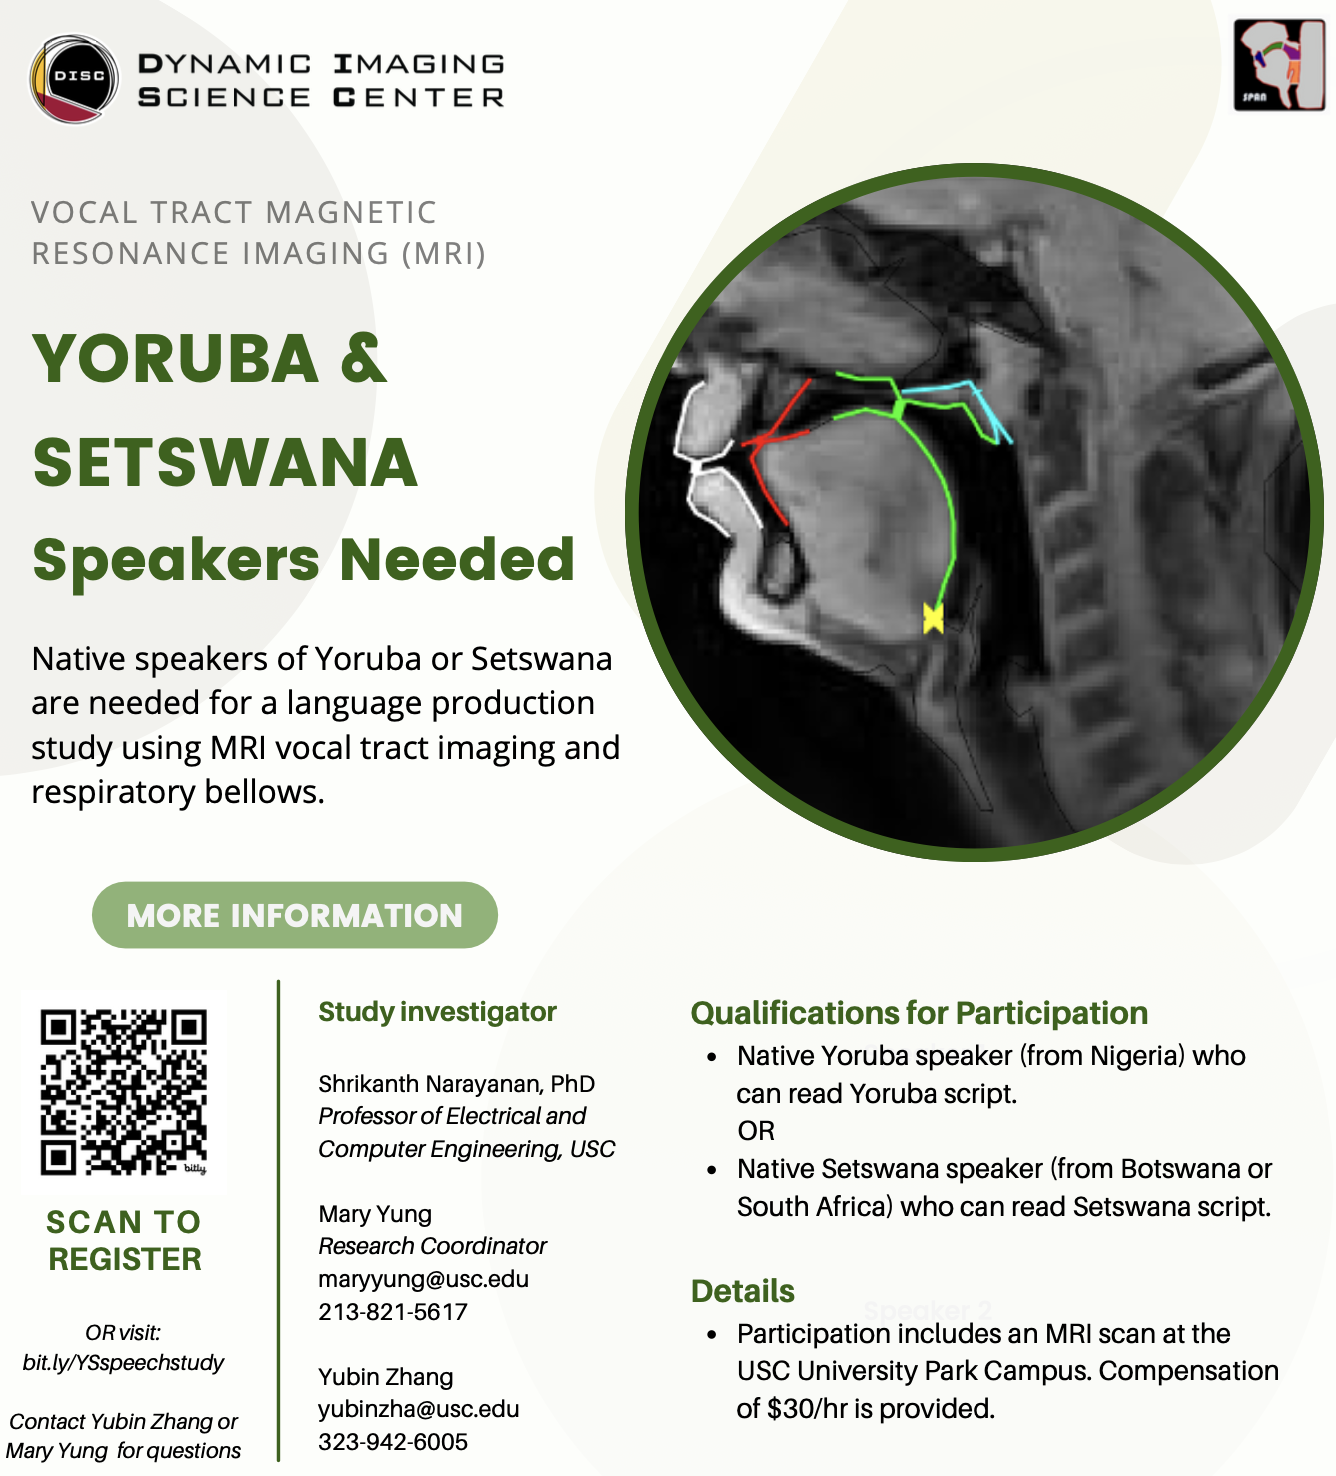 DISC
DYNAMIC IMAGING
SCIENCE CENTER
SPAN
VOCAL TRACT MAGNETIC
RESONANCE IMAGING (MRI)
YORUBA &
SETSWANA
Speakers Needed
Native speakers of Yoruba or Setswana
are needed for a language production
study using MRI vocal tract imaging and
respiratory bellows.
MORE INFORMATION
bitly
SCAN TO
REGISTER
OR visit:
bit.ly/YSspeechstudy
Contact Yubin Zhang or
Mary Yung for questions
Study investigator
Shrikanth Narayanan, PhD
Professor of Electrical and
Computer Engineering, USC
Mary Yung
Research Coordinator
maryyung@usc.edu
213-821-5617
Yubin Zhang
yubinzha@usc.edu
323-942-6005
Qualifications for Participation
• Native Yoruba speaker (from Nigeria) who
can read Yoruba script.
OR
• Native Setswana speaker (from Botswana or
South Africa) who can read Setswana script.
Details
Speaker 2
• Participation includes an MRI scan at the
USC University Park Campus. Compensation
of $30/hr is provided.